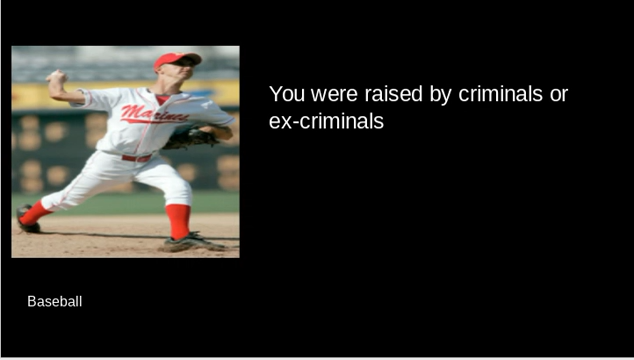 You were raised by criminals or
ex-criminals
Marines
Baseball